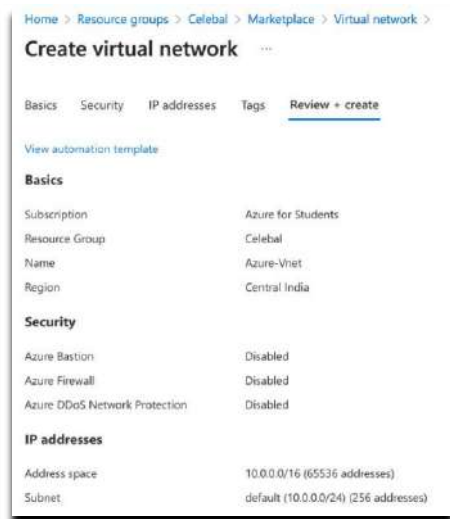 Home > Resource groups > Celebal > Marketplace > Virtual network >
Create virtual network ...
Basics Security IP addresses Tags Review + create
View automation template
Basics
Subscription Azure for Students
Resource Group Celebal
Name Azure-Vnet
Region Central India
Security
Azure Bastion Disabled
Azure Firewall Disabled
Azure DDoS Network Protection Disabled
IP addresses
Address space 10.0.0.0/16 (65536 addresses)
Subnet default (10.0.0.0/24) (256 addresses)